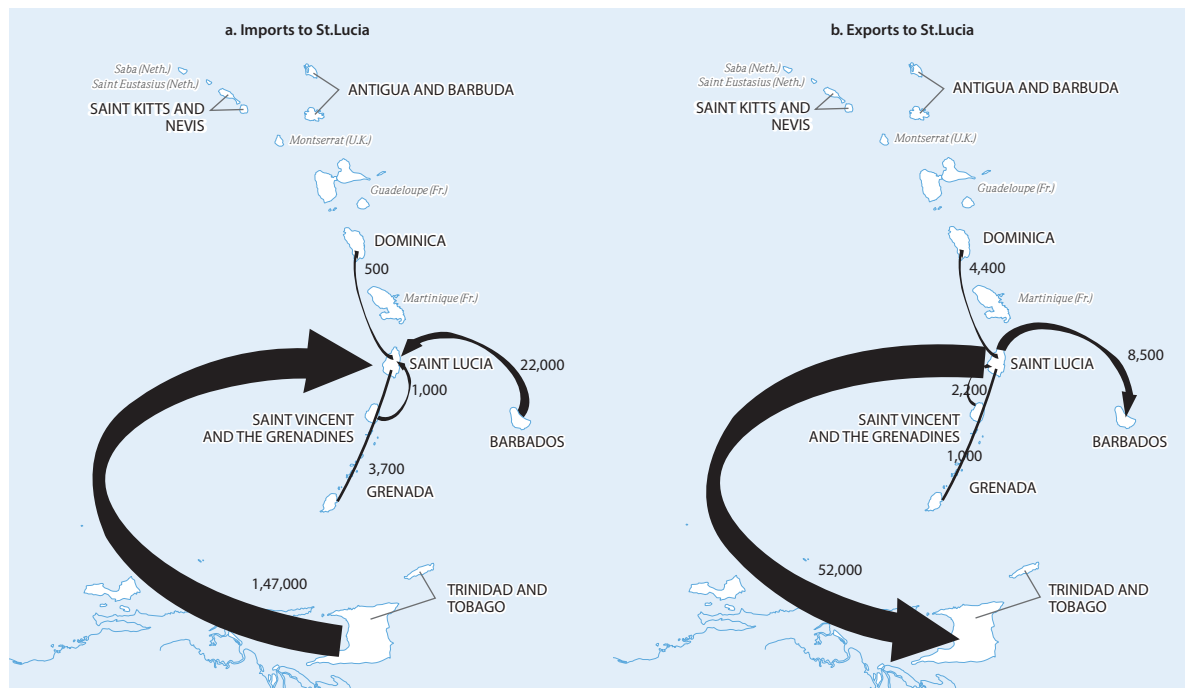 a. Imports to St.Lucia
Saba (Neth.)
Saint Eustasius (Neth.)
SAINT KITTS AND
NEVIS
ANTIGUA AND BARBUDA
Montserrat (U.K.)
Guadeloupe (Fr.)
DOMINICA
500
Martinique (Fr.)
SAINT LUCIA
22,000
1,000
SAINT VINCENT
AND THE GRENADINES
BARBADOS
3,700
GRENADA
1,47,000
TRINIDAD AND
TOBAGO
b. Exports to St.Lucia
Saba (Neth.)
Saint Eustasius (Neth.)
SAINT KITTS AND
NEVIS
ANTIGUA AND BARBUDA
Montserrat (U.K.)
Guadeloupe (Fr.)
DOMINICA
4,400
Martinique (Fr.)
SAINT LUCIA
8,500
2,200
SAINT VINCENT
AND THE GRENADINES
BARBADOS
1,000
GRENADA
52,000
TRINIDAD AND
TOBAGO